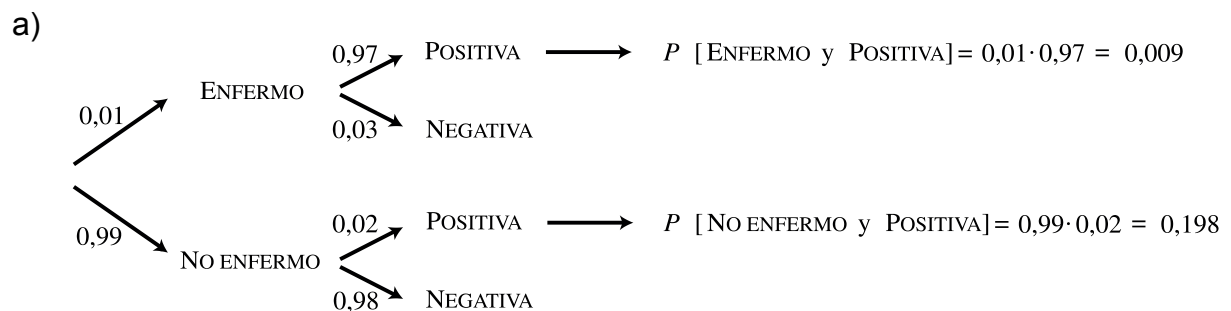 a)
0,97 POSITIVA P [ENFERMO y POSITIVA] = 0,01·0,97 = 0,009
ENFERMO
0,01
0,03 NEGATIVA
0,99
0,02 POSITIVA P [NO ENFERMO y POSITIVA] = 0,99·0,02 = 0,198
NO ENFERMO
0,98 NEGATIVA